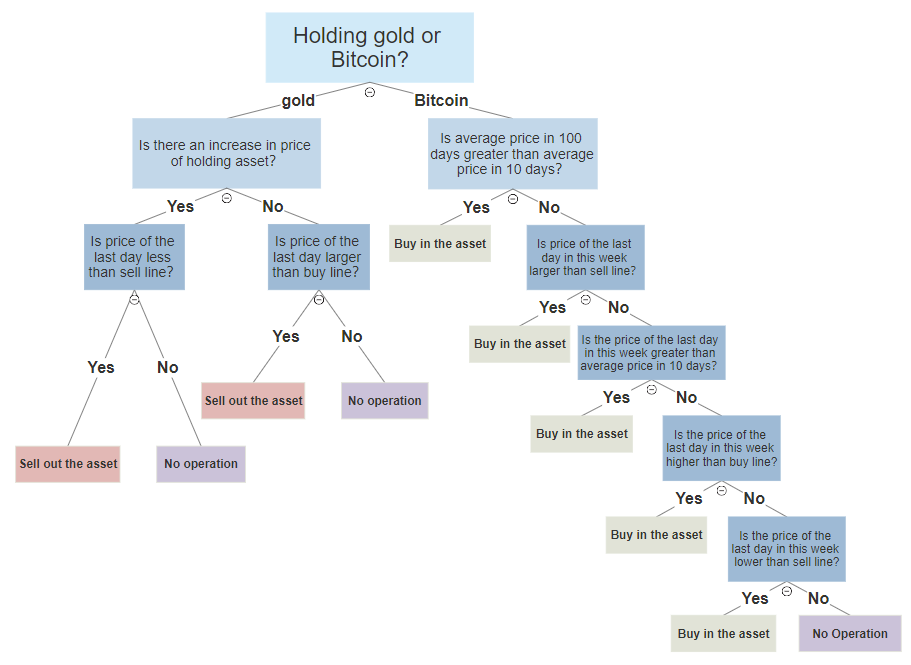 Holding gold or
Bitcoin?
gold
Bitcoin
Is there an increase in price
of holding asset?
Is average price in 100
days greater than average
price in 10 days?
Yes
No
Yes
No
Is price of the
last day less
than sell line?
Is price of the
last day larger
than buy line?
Buy in the asset
Is price of the last
day in this week
larger than sell line?
Yes
No
Yes
No
Yes
No
Buy in the asset
Is the price of the last day
in this week greater than
average price in 10 days?
Sell out the asset
No operation
Yes
No
Buy in the asset
Is the price of the
last day in this week
higher than buy line?
Sell out the asset
No operation
Yes
No
Buy in the asset
Is the price of the
last day in this week
lower than sell line?
Yes
No
Buy in the asset
No Operation